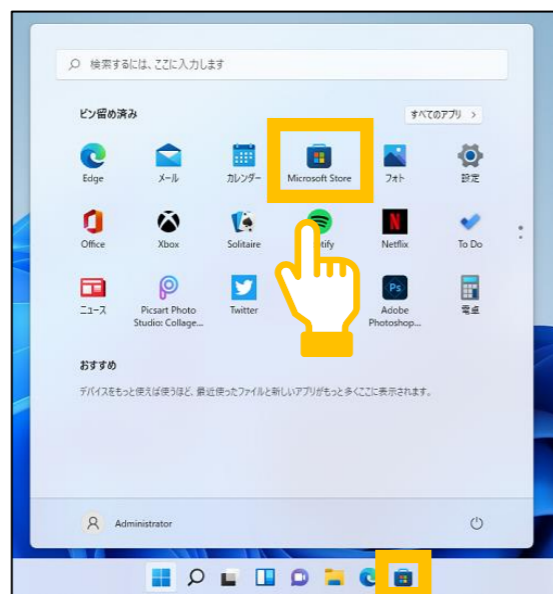 検索するには、ここに入力します
ピン留め済み
すべてのアプリ >
Edge
メール
カレンダー
Microsoft Store
フォト
設定
Office
Xbox
Solitaire
tify
Netflix
To Do
ニュース
Picsart Photo
Studio: Collage...
Twitter
Ps
Adobe
Photoshop...
電卓
おすすめ
デバイスをもっと使えば使うほど、最近使ったファイルと新しいアプリがもっと多くここに表示されます。
Administrator